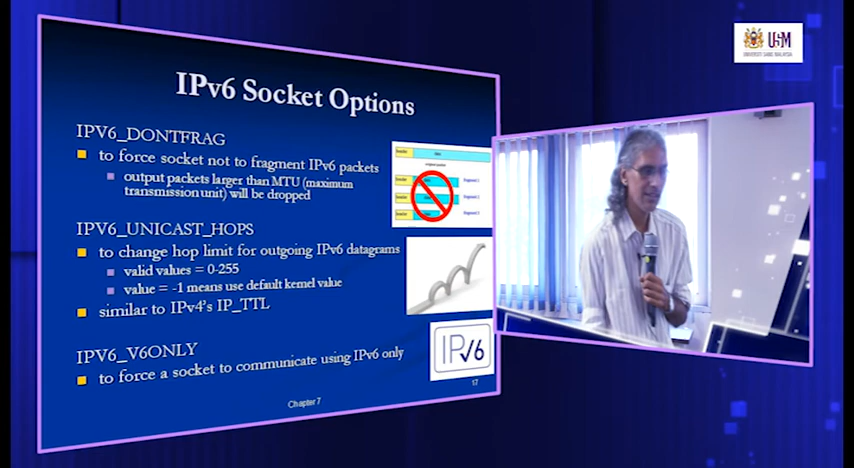 IPv6 Socket Options
IPV6_DONTFRAG
to force socket not to fragment IPv6 packets
output packets larger than MTU (maximum
transmission unit) will be dropped
IPV6_UNICAST_HOPS
to change hop limit for outgoing IPv6 datagrams
valid values = 0-255
value = -1 means use default kernel value
similar to IPv4's IP_TTL
IPV6_V6ONLY
to force a socket to communicate using IPv6 only
IPv6
17
Chapter 7
USM
UNIVERSITI SAINS MALAYSIA